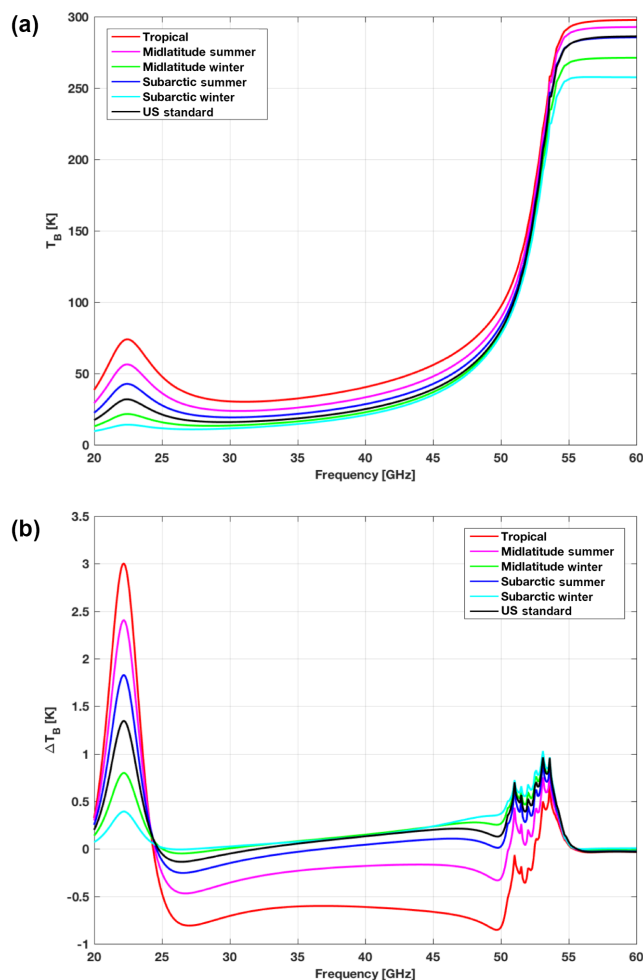 (a)
300
250
200
150
100
50
0
T_B [K]
Tropical
Midlatitude summer
Midlatitude winter
Subarctic summer
Subarctic winter
US standard
20 25 30 35 40 45 50 55 60
Frequency [GHz]
(b)
3.5
3
2.5
2
1.5
1
0.5
0
-0.5
-1
△T_B [K]
Tropical
Midlatitude summer
Midlatitude winter
Subarctic summer
Subarctic winter
US standard
20 25 30 35 40 45 50 55 60
Frequency [GHz]